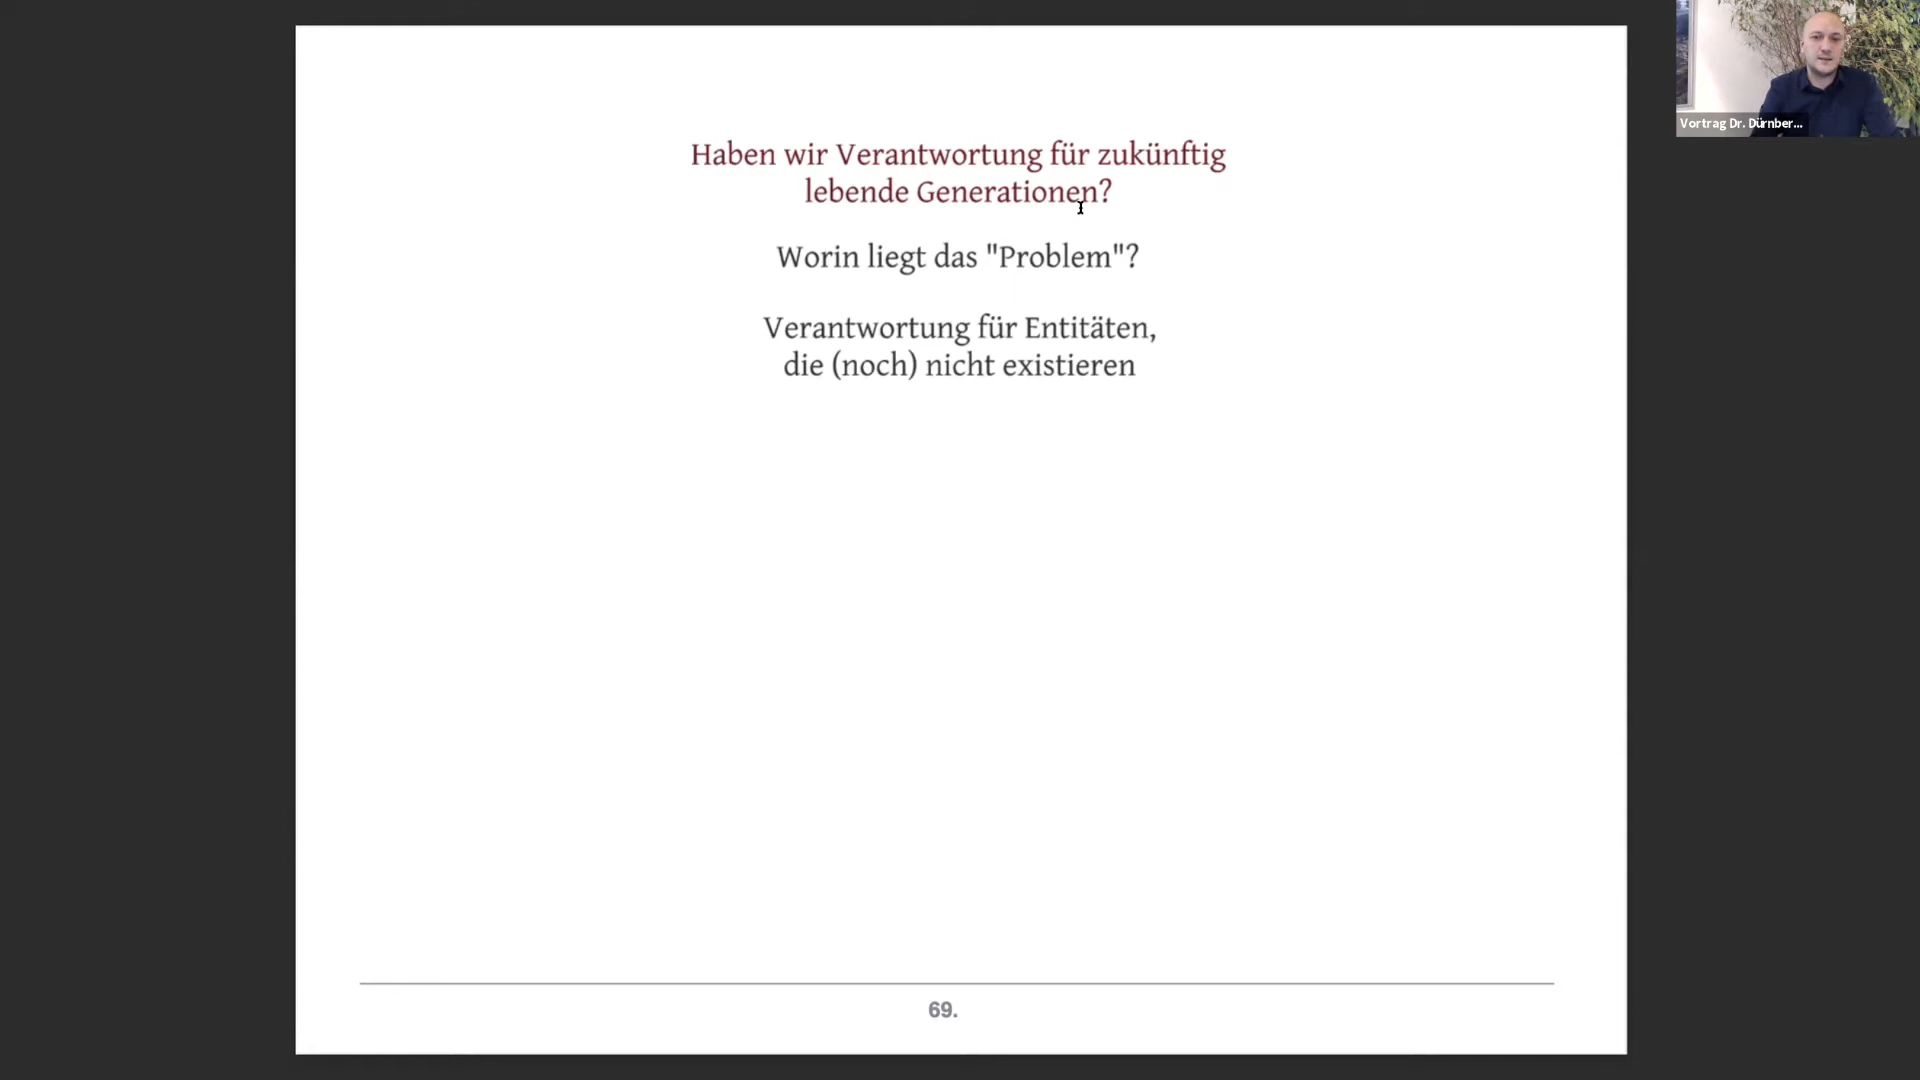 Haben wir Verantwortung für zukünftig
lebende Generationen?
Worin liegt das "Problem"?
Verantwortung für Entitäten,
die (noch) nicht existieren
69.
Vortrag Dr. Dürnber...